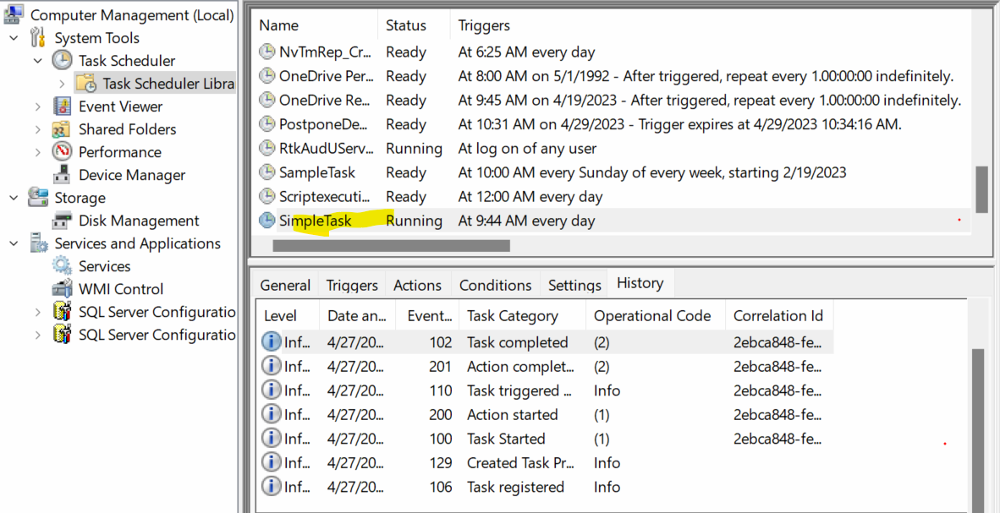 Computer Management (Local)
System Tools
Task Scheduler
Task Scheduler Libra
Event Viewer
Shared Folders
Performance
Device Manager
Storage
Disk Management
Services and Applications
Services
WMI Control
SQL Server Configuratio
SQL Server Configuratio
Name Status Triggers
NvTmRep_Cr... Ready At 6:25 AM every day
OneDrive Per... Ready At 8:00 AM on 5/1/1992 - After triggered, repeat every 1.00:00:00 indefinitely.
OneDrive Re... Ready At 9:45 AM on 4/19/2023 - After triggered, repeat every 1.00:00:00 indefinitely.
PostponeDe... Ready At 10:31 AM on 4/29/2023 - Trigger expires at 4/29/2023 10:34:16 AM.
RtkAudUServ... Running At log on of any user
SampleTask Ready At 10:00 AM every Sunday of every week, starting 2/19/2023
Scriptexecuti... Ready At 12:00 AM every day
SimpleTask Running At 9:44 AM every day
General Triggers Actions Conditions Settings History
Level Date an... Event... Task Category Operational Code Correlation Id
Inf... 4/27/20... 102 Task completed (2) 2ebca848-fe...
Inf... 4/27/20... 201 Action complet... (2) 2ebca848-fe...
Inf... 4/27/20... 110 Task triggered ... Info 2ebca848-fe...
Inf... 4/27/20... 200 Action started (1) 2ebca848-fe...
Inf... 4/27/20... 100 Task Started (1) 2ebca848-fe...
Inf... 4/27/20... 129 Created Task Pr... Info
Inf... 4/27/20... 106 Task registered Info